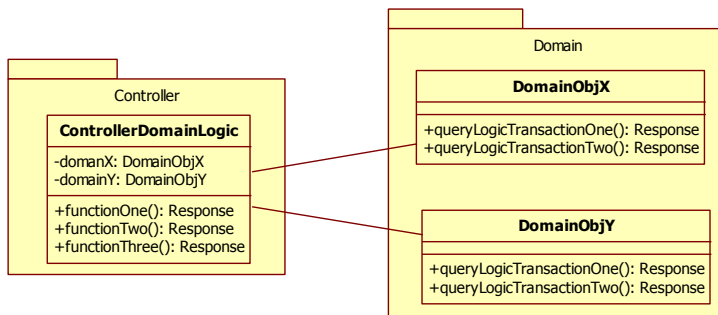 Controller
ControllerDomainLogic
-domanX: DomainObjX
-domainY: DomainObjY
+functionOne(): Response
+functionTwo(): Response
+functionThree(): Response
Domain
DomainObjX
+queryLogicTransactionOne(): Response
+queryLogicTransactionTwo(): Response
DomainObjY
+queryLogicTransactionOne(): Response
+queryLogicTransactionTwo(): Response